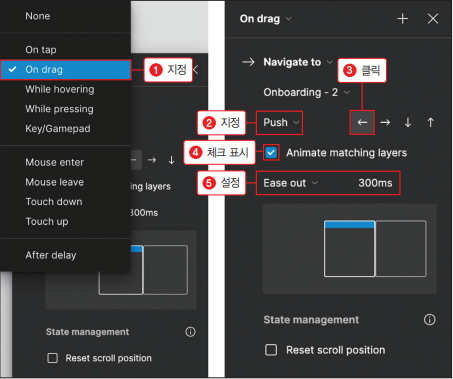 None
On tap
✓ On drag
While hovering
While pressing
Key/Gamepad
Mouse enter
Mouse leave
Touch down
Touch up
After delay
1 지정
← → ↓
ing layers
300ms
State management
Reset scroll position
On drag
→ Navigate to
3 클릭
Onboarding - 2
2 지정
Push
← → ↓ ↑
4 체크 표시
Animate matching layers
5 설정
Ease out 300ms
State management
Reset scroll position